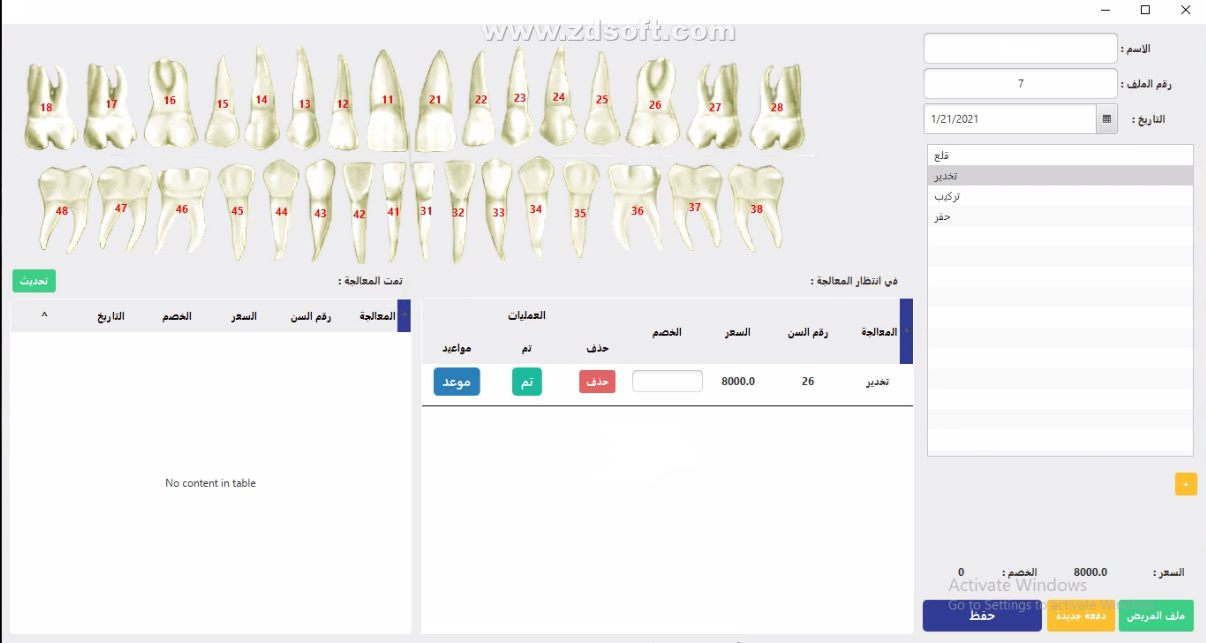 www.zdsoft.com
الاسم :
رقم الملف : 7
التاريخ : 1/21/2021
قلع
تخدير
تركيب
حفر
+
18 17 16 15 14 13 12 11 21 22 23 24 25 26 27 28
48 47 46 45 44 43 42 41 31 32 33 34 35 36 37 38
في انتظار المعالجة :
المعالجة رقم السن السعر الخصم العمليات
حذف تم مواعيد
تخدير 26 8000.0 حذف تم موعد
تمت المعالجة :
تحديث
المعالجة رقم السن السعر الخصم التاريخ ^
No content in table
السعر : 8000.0 الخصم : 0
Activate Windows
Go to Settings to activate Windows
ملف المريض دفعة جديدة حفظ